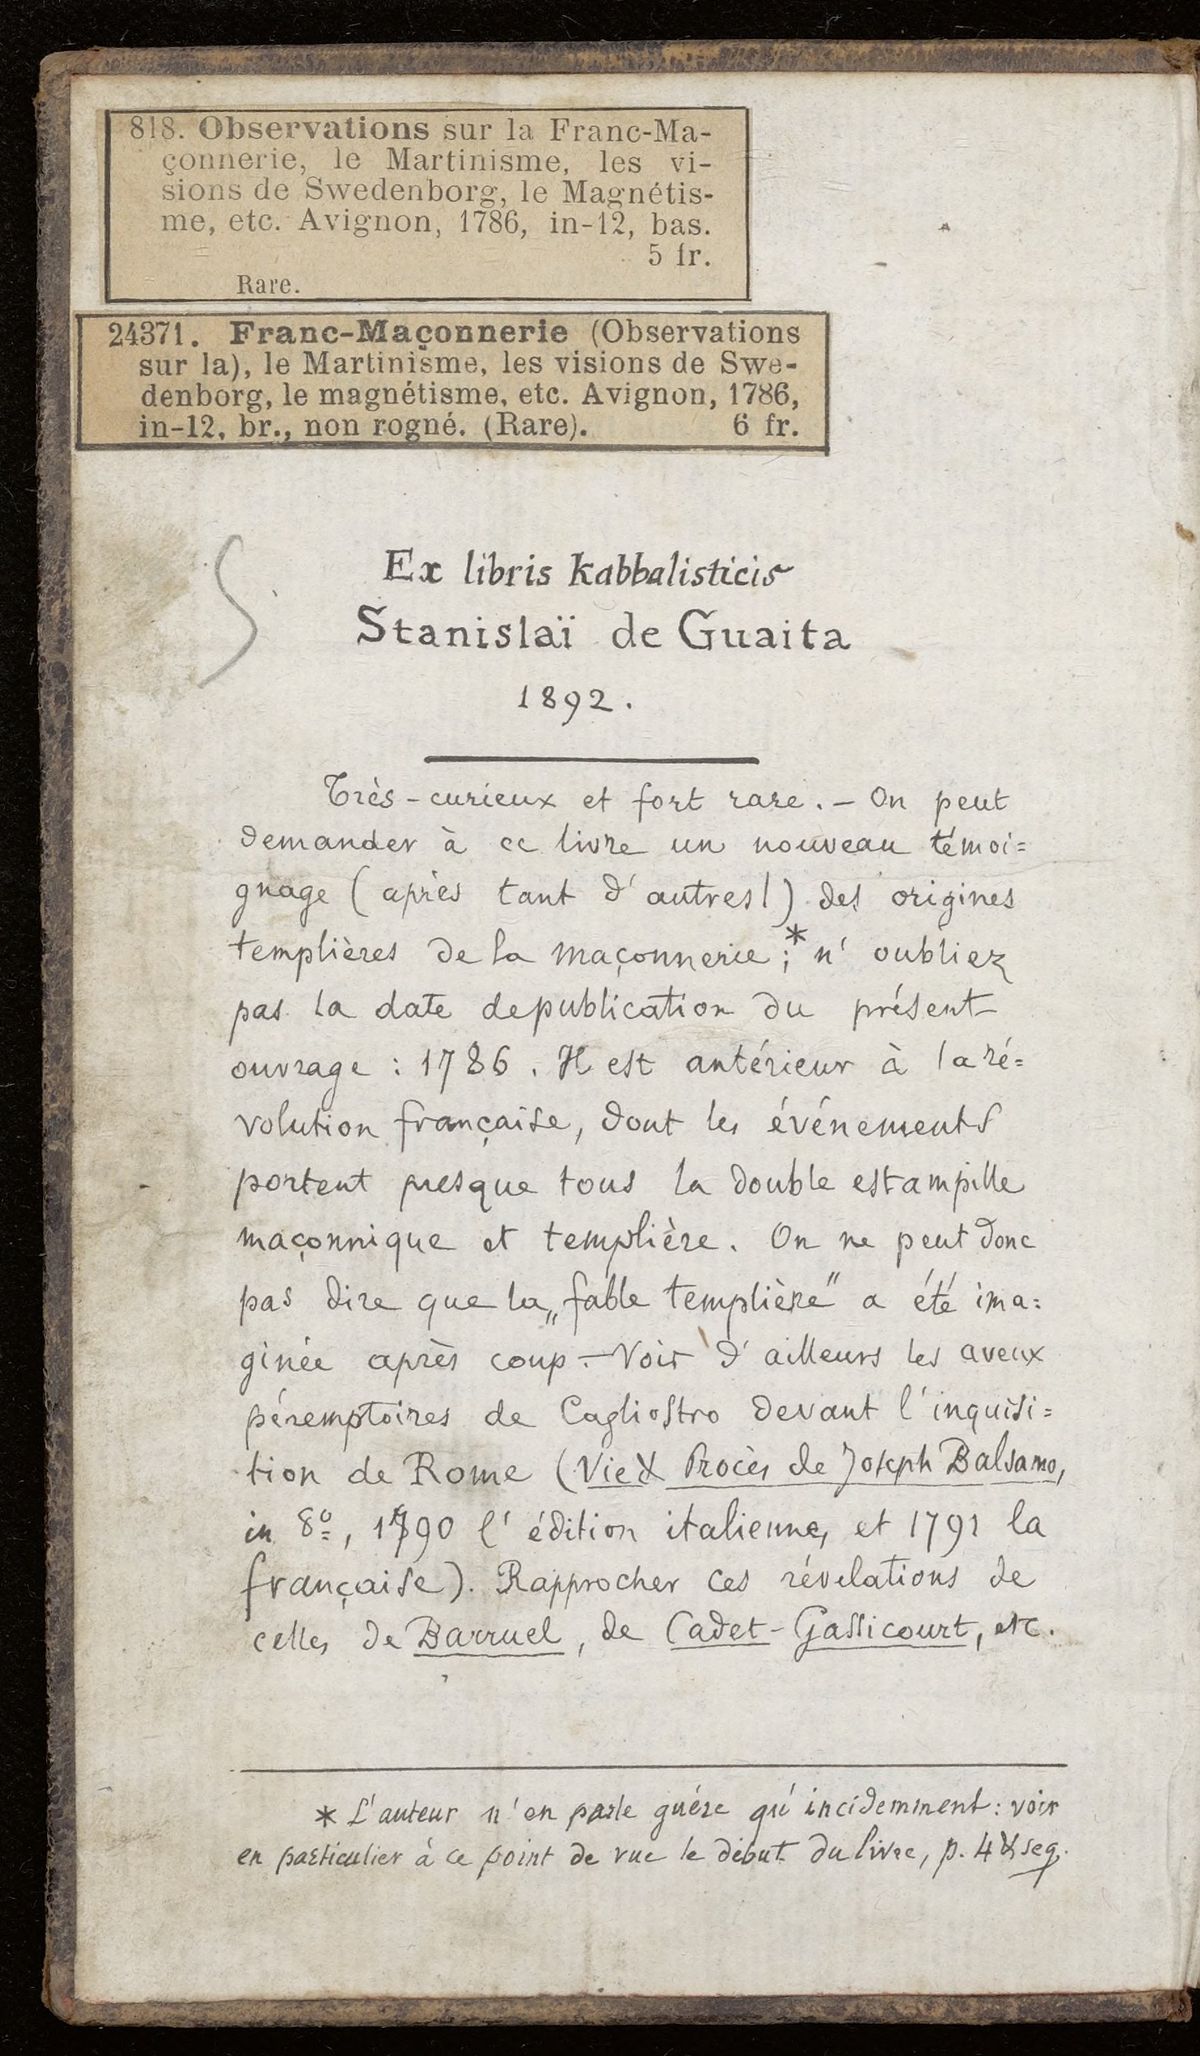 818. Observations sur la Franc-Ma-
çonnerie, le Martinisme, les vi-
sions de Swedenborg, le Magnétis-
me, etc. Avignon, 1786, in-12, bas.
5 fr.
Rare.
24371. Franc-Maçonnerie (Observations
sur la), le Martinisme, les visions de Swe-
denborg, le magnétisme, etc. Avignon, 1786,
in-12, br., non rogné. (Rare). 6 fr.
Ex libris Kabbalisticis
Stanislaï de Guaita
1892.
Très-curieux et fort rare. — On peut
demander à ce livre un nouveau témoi=
gnage (après tant d'autres!) des origines
templières de la maçonnerie;* n'oubliez
pas la date de publication du présent
ouvrage : 1786. Il est antérieur à la ré=
volution française, dont les événements
portent presque tous la double estampille
maçonnique et templière. On ne peut donc
pas dire que la „fable templière" a été ima=
ginée après coup. — Voir d'ailleurs les aveux
péremptoires de Cagliostro devant l'inquisi=
tion de Rome (Vie & Procès de Joseph Balsamo,
in 8º, 1790 l'édition italienne, et 1791 la
française). Rapprocher ces révélations de
celles de Barruel, de Cadet-Gassicourt, etc.
* L'auteur n'en parle guére qu'incidemment : voir
en particulier à ce point de vue le début du livre, p. 4 & seq.